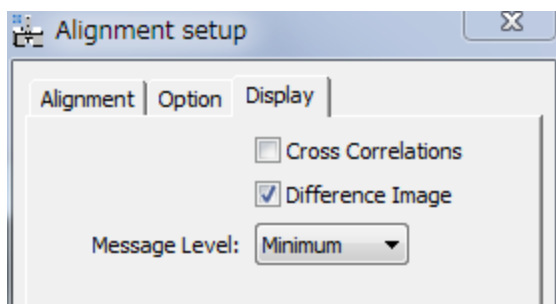 Alignment setup
Alignment Option Display
Cross Correlations
Difference Image
Message Level: Minimum